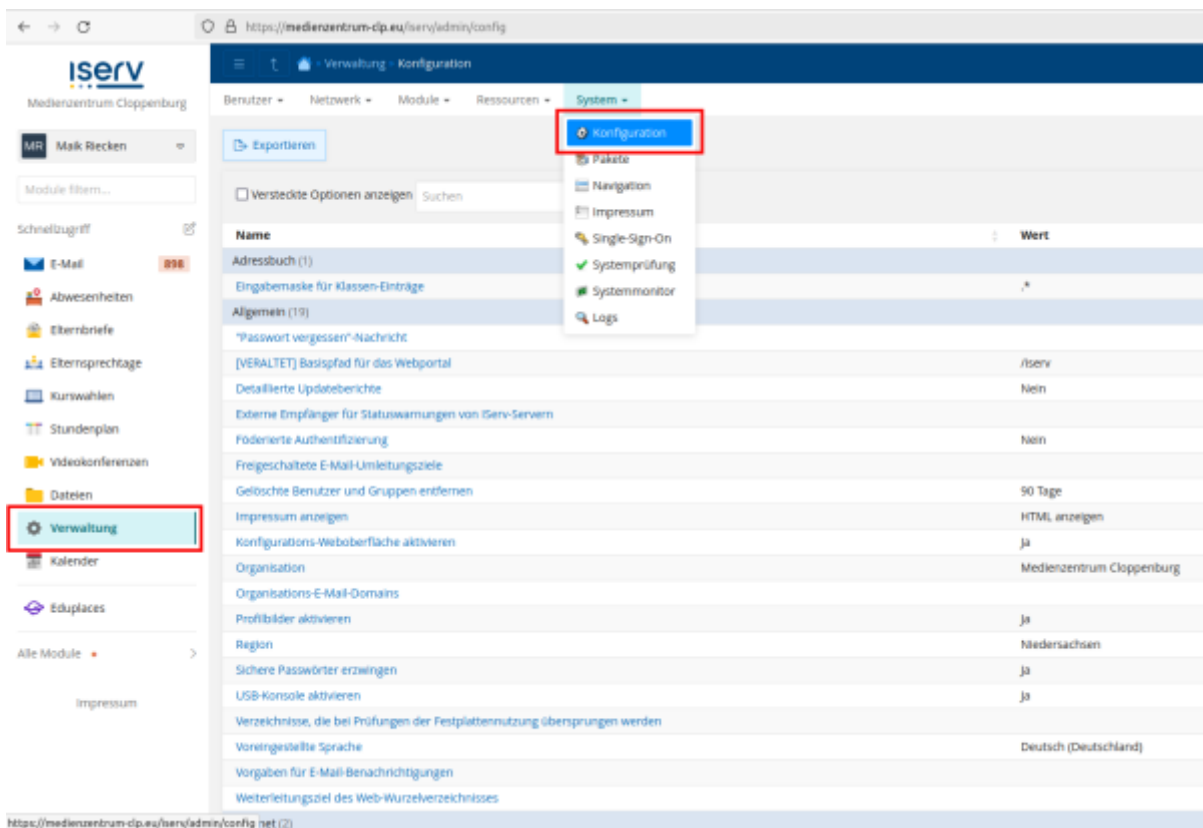 https://medienzentrum-clp.eu/iserv/admin/config
IServ
Medienzentrum Cloppenburg
MR Maik Riecken
Module filtern...
Schnellzugriff
E-Mail 898
Abwesenheiten
Elternbriefe
Elternsprechtage
Kurswahlen
Stundenplan
Videokonferenzen
Dateien
Verwaltung
Kalender
Eduplaces
Alle Module
Impressum
Verwaltung Konfiguration
Benutzer Netzwerk Module Ressourcen System
Konfiguration
Pakete
Navigation
Impressum
Single-Sign-On
Systemprüfung
Systemmonitor
Logs
Exportieren
Versteckte Optionen anzeigen Suchen
Name Wert
Adressbuch (1)
Eingabemaske für Klassen-Einträge .*
Allgemein (19)
"Passwort vergessen"-Nachricht
[VERALTET] Basispfad für das Webportal /iserv
Detaillierte Updateberichte Nein
Externe Empfänger für Statuswarnungen von IServ-Servern
Föderierte Authentifizierung Nein
Freigeschaltete E-Mail-Umleitungsziele
Gelöschte Benutzer und Gruppen entfernen 90 Tage
Impressum anzeigen HTML anzeigen
Konfigurations-Weboberfläche aktivieren Ja
Organisation Medienzentrum Cloppenburg
Organisations-E-Mail-Domains
Profilbilder aktivieren Ja
Region Niedersachsen
Sichere Passwörter erzwingen Ja
USB-Konsole aktivieren Ja
Verzeichnisse, die bei Prüfungen der Festplattennutzung übersprungen werden
Voreingestellte Sprache Deutsch (Deutschland)
Vorgaben für E-Mail-Benachrichtigungen
Weiterleitungsziel des Web-Wurzelverzeichnisses
https://medienzentrum-clp.eu/iserv/admin/config net (2)